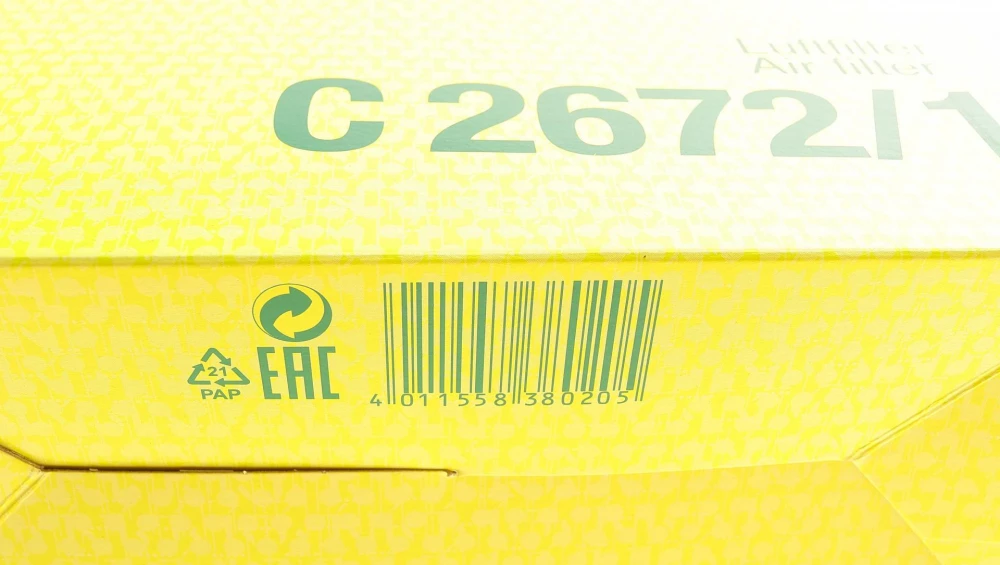 Luftfilter
Air filter
C 2672/1
21
PAP
EAC
4 011558 380205